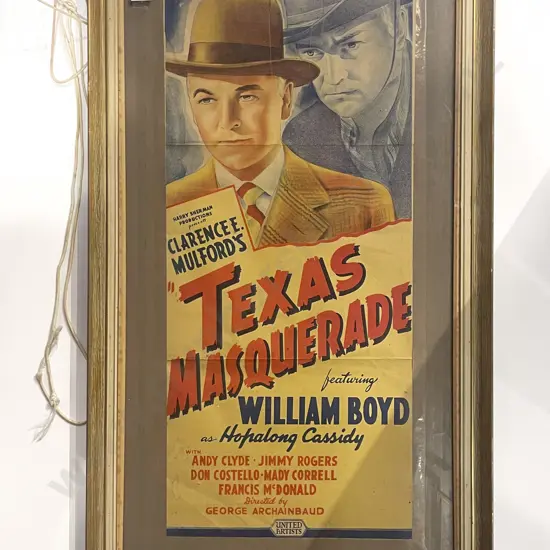 HARRY SHERMAN
PRODUCTIONS
presents
CLARENCE E.
MULFORD'S
"TEXAS
MASQUERADE
featuring
WILLIAM BOYD
as Hopalong Cassidy
WITH
ANDY CLYDE · JIMMY ROGERS
DON COSTELLO · MADY CORRELL
FRANCIS McDONALD
Directed by
GEORGE ARCHAINBAUD
UNITED
ARTISTS